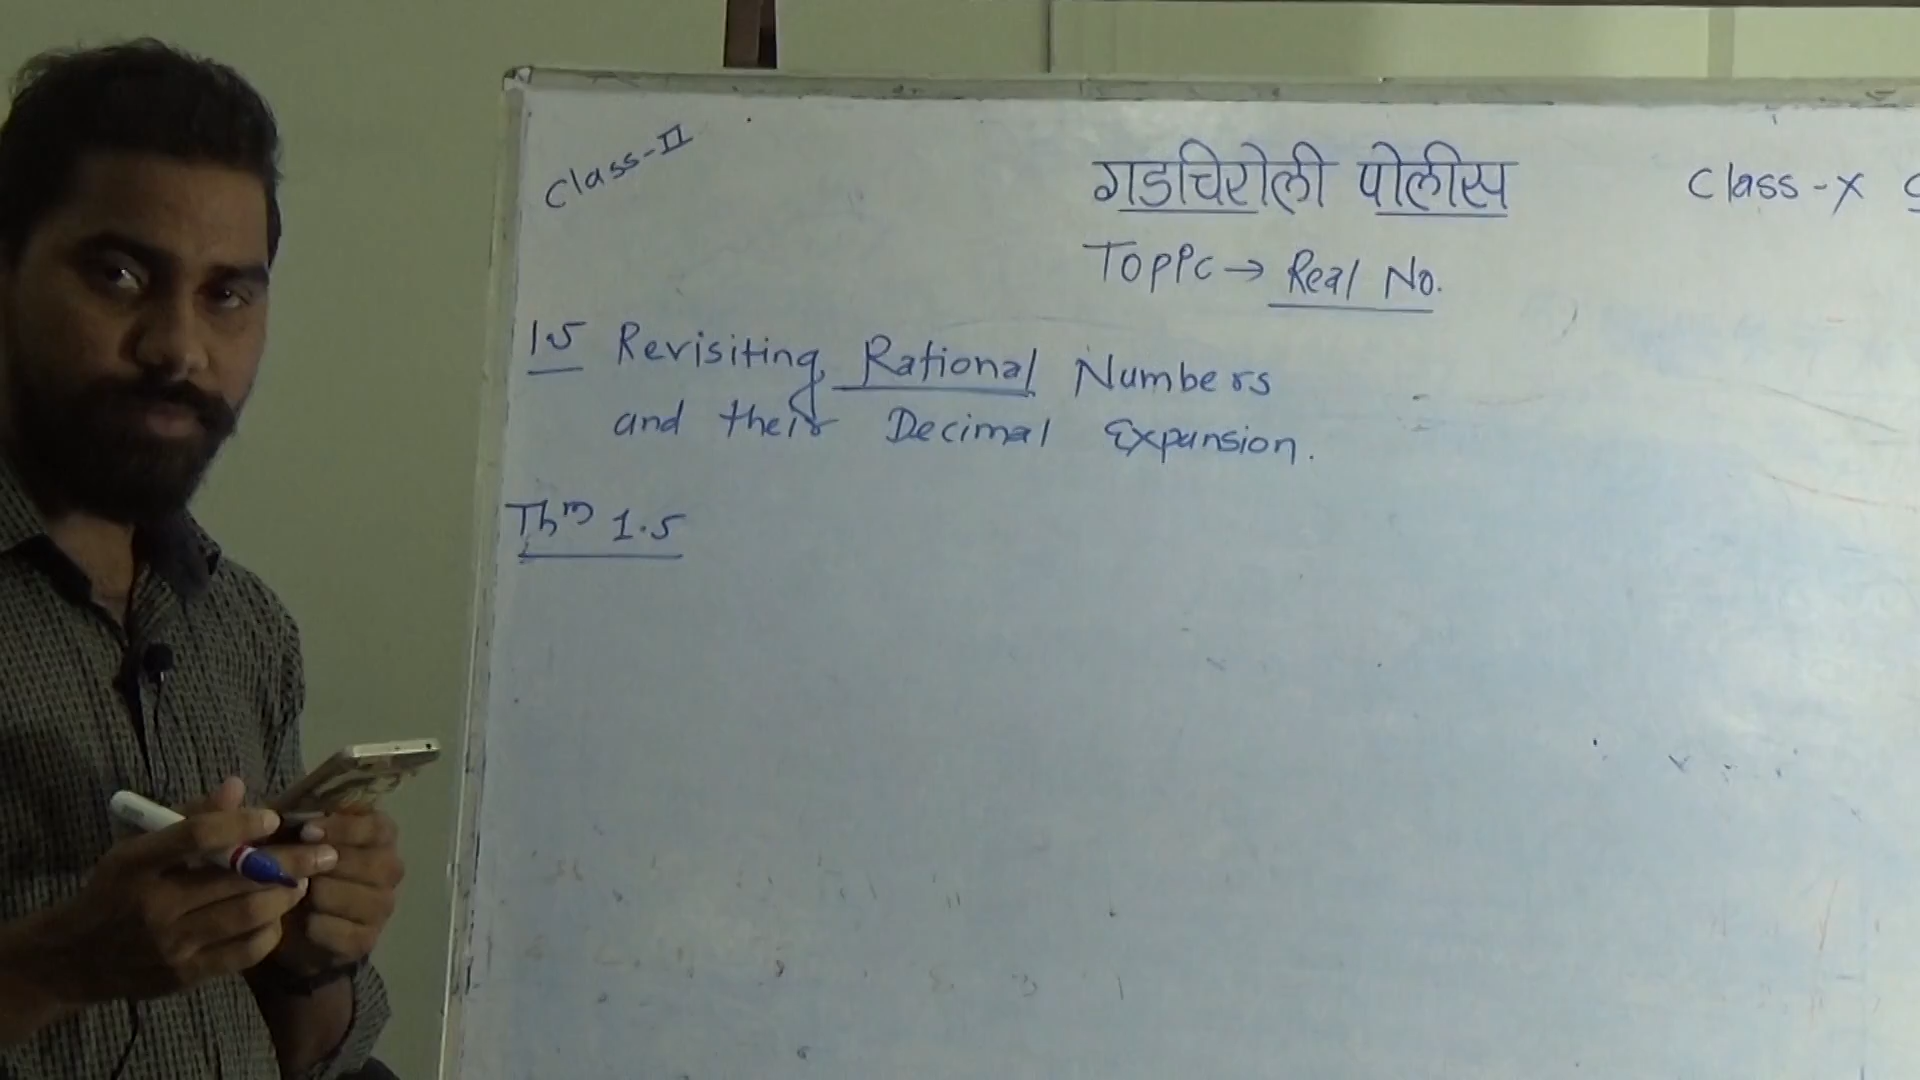 Class-II
गडचिरोली पोलीस
Class-X
Topic → Real No.
1.5 Revisiting Rational Numbers
and their Decimal Expansion.
Thm 1.5